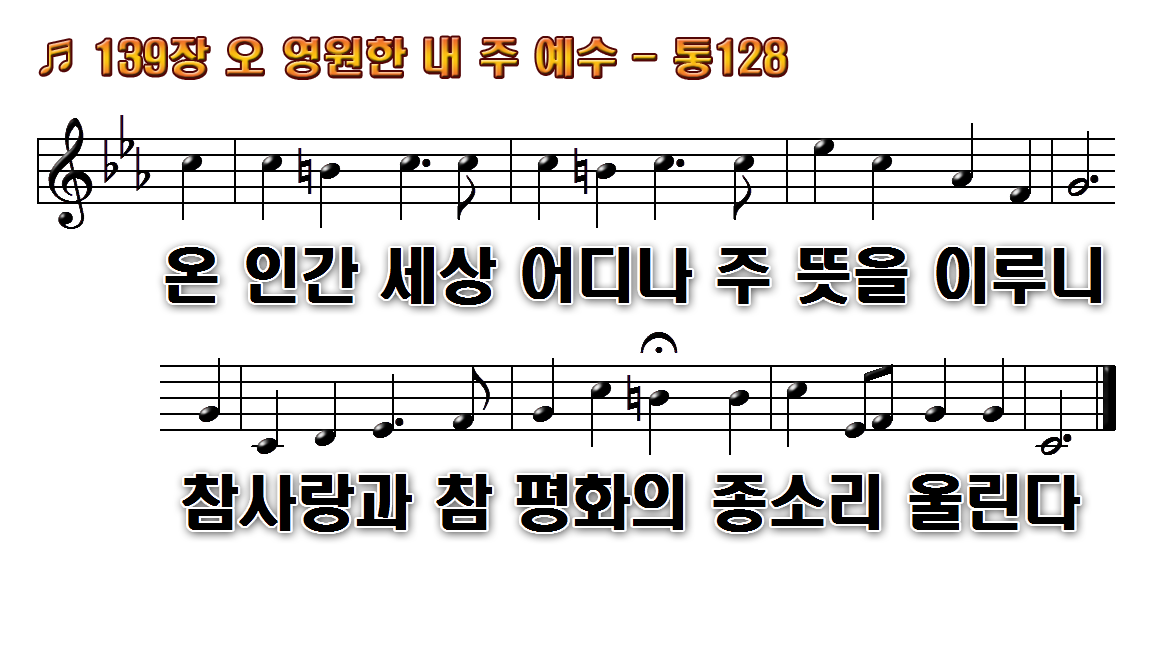 139장 오 영원한 내 주 예수 - 통128
온 인간 세상 어디나 주 뜻을 이루니
참사랑과 참 평화의 종소리 울린다